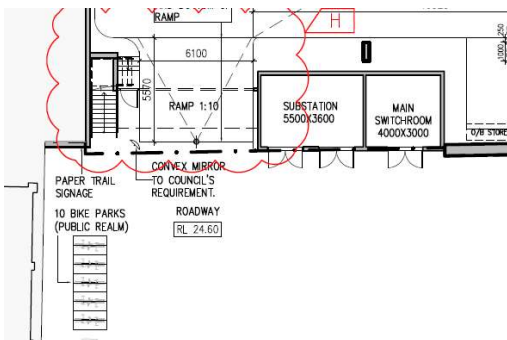 RAMP
H
6100
5570
250
1000
RAMP 1:10
SUBSTATION
5500X3600
MAIN
SWITCHROOM
4000X3000
O/B STORE
PAPER TRAIL
SIGNAGE
CONVEX MIRROR
TO COUNCIL'S
REQUIREMENT.
10 BIKE PARKS
(PUBLIC REALM)
ROADWAY
RL 24.60